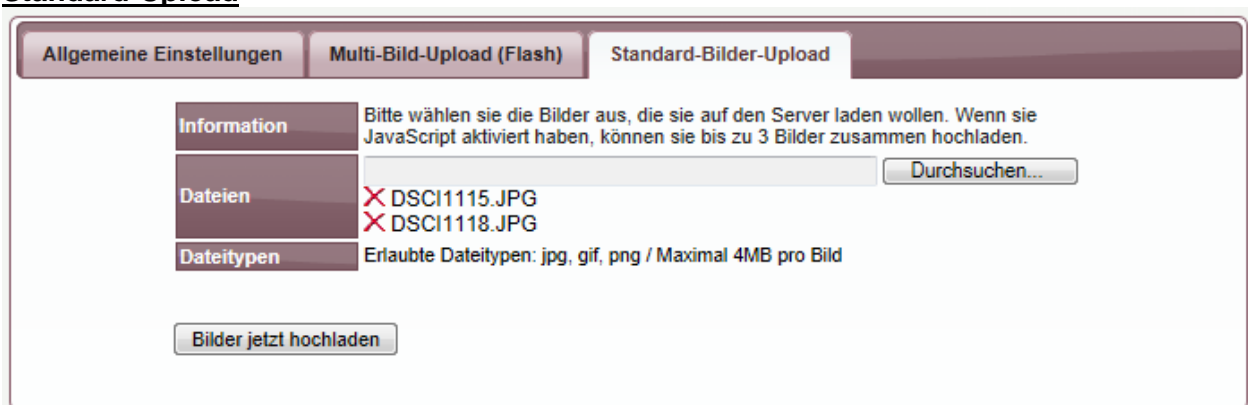 Standard-Upload
Allgemeine Einstellungen
Multi-Bild-Upload (Flash)
Standard-Bilder-Upload
Information
Bitte wählen sie die Bilder aus, die sie auf den Server laden wollen. Wenn sie
JavaScript aktiviert haben, können sie bis zu 3 Bilder zusammen hochladen.
Dateien
Durchsuchen...
DSCI1115.JPG
DSCI1118.JPG
Dateitypen
Erlaubte Dateitypen: jpg, gif, png / Maximal 4MB pro Bild
Bilder jetzt hochladen